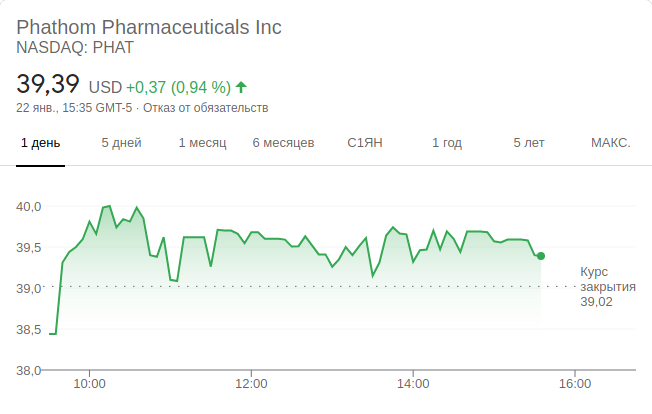 Phathom Pharmaceuticals Inc
NASDAQ: PHAT
39,39 USD +0,37 (0,94 %)
22 янв., 15:35 GMT-5 · Отказ от обязательств
1 день 5 дней 1 месяц 6 месяцев С1ЯН 1 год 5 лет МАКС.
40,0
39,5
39,0
38,5
38,0
Курс
закрытия
39,02
10:00 12:00 14:00 16:00